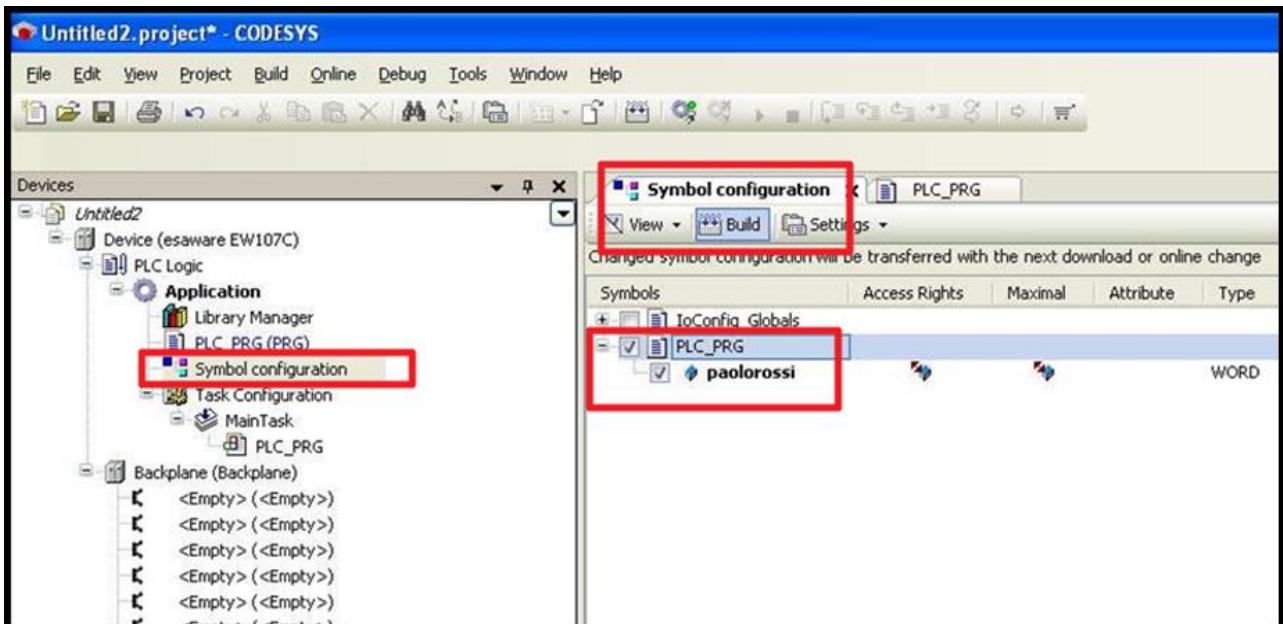 Untitled2.project* - CODESYS
File Edit View Project Build Online Debug Tools Window Help
Devices
Untitled2
Device (esaware EW107C)
PLC Logic
Application
Library Manager
PLC_PRG (PRG)
Symbol configuration
Task Configuration
MainTask
PLC_PRG
Backplane (Backplane)
<Empty> (<Empty>)
<Empty> (<Empty>)
<Empty> (<Empty>)
<Empty> (<Empty>)
<Empty> (<Empty>)
Symbol configuration x PLC_PRG
View Build Settings
Changed symbol configuration will be transferred with the next download or online change
Symbols Access Rights Maximal Attribute Type
IoConfig_Globals
PLC_PRG
paolorossi WORD